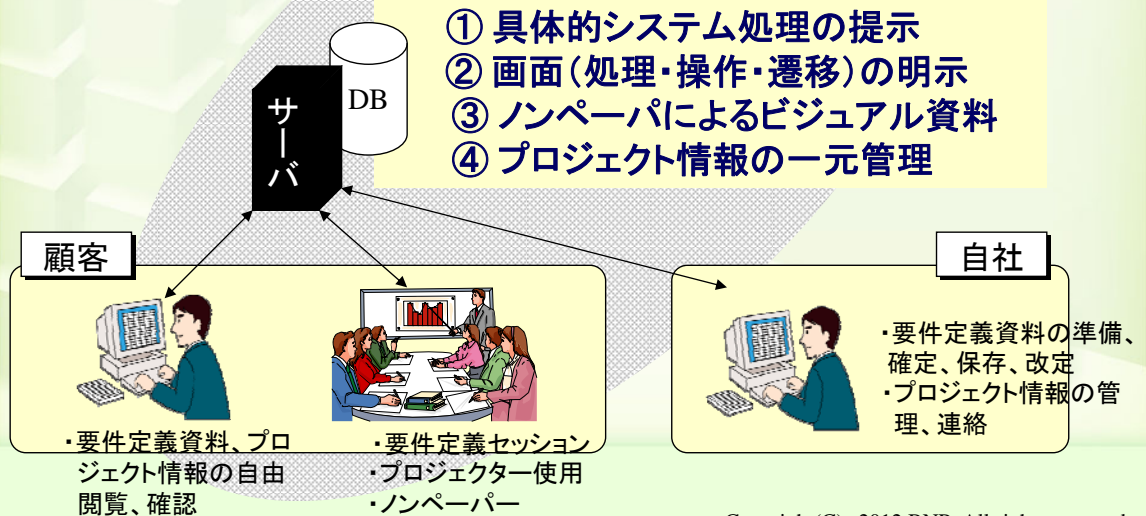 ① 具体的システム処理の提示
② 画面(処理・操作・遷移)の明示
③ ノンペーパによるビジュアル資料
④ プロジェクト情報の一元管理
サーバ
DB
顧客
・要件定義資料、プロ
ジェクト情報の自由
閲覧、確認
・要件定義セッション
・プロジェクター使用
・ノンペーパー
自社
・要件定義資料の準備、
確定、保存、改定
・プロジェクト情報の管
理、連絡